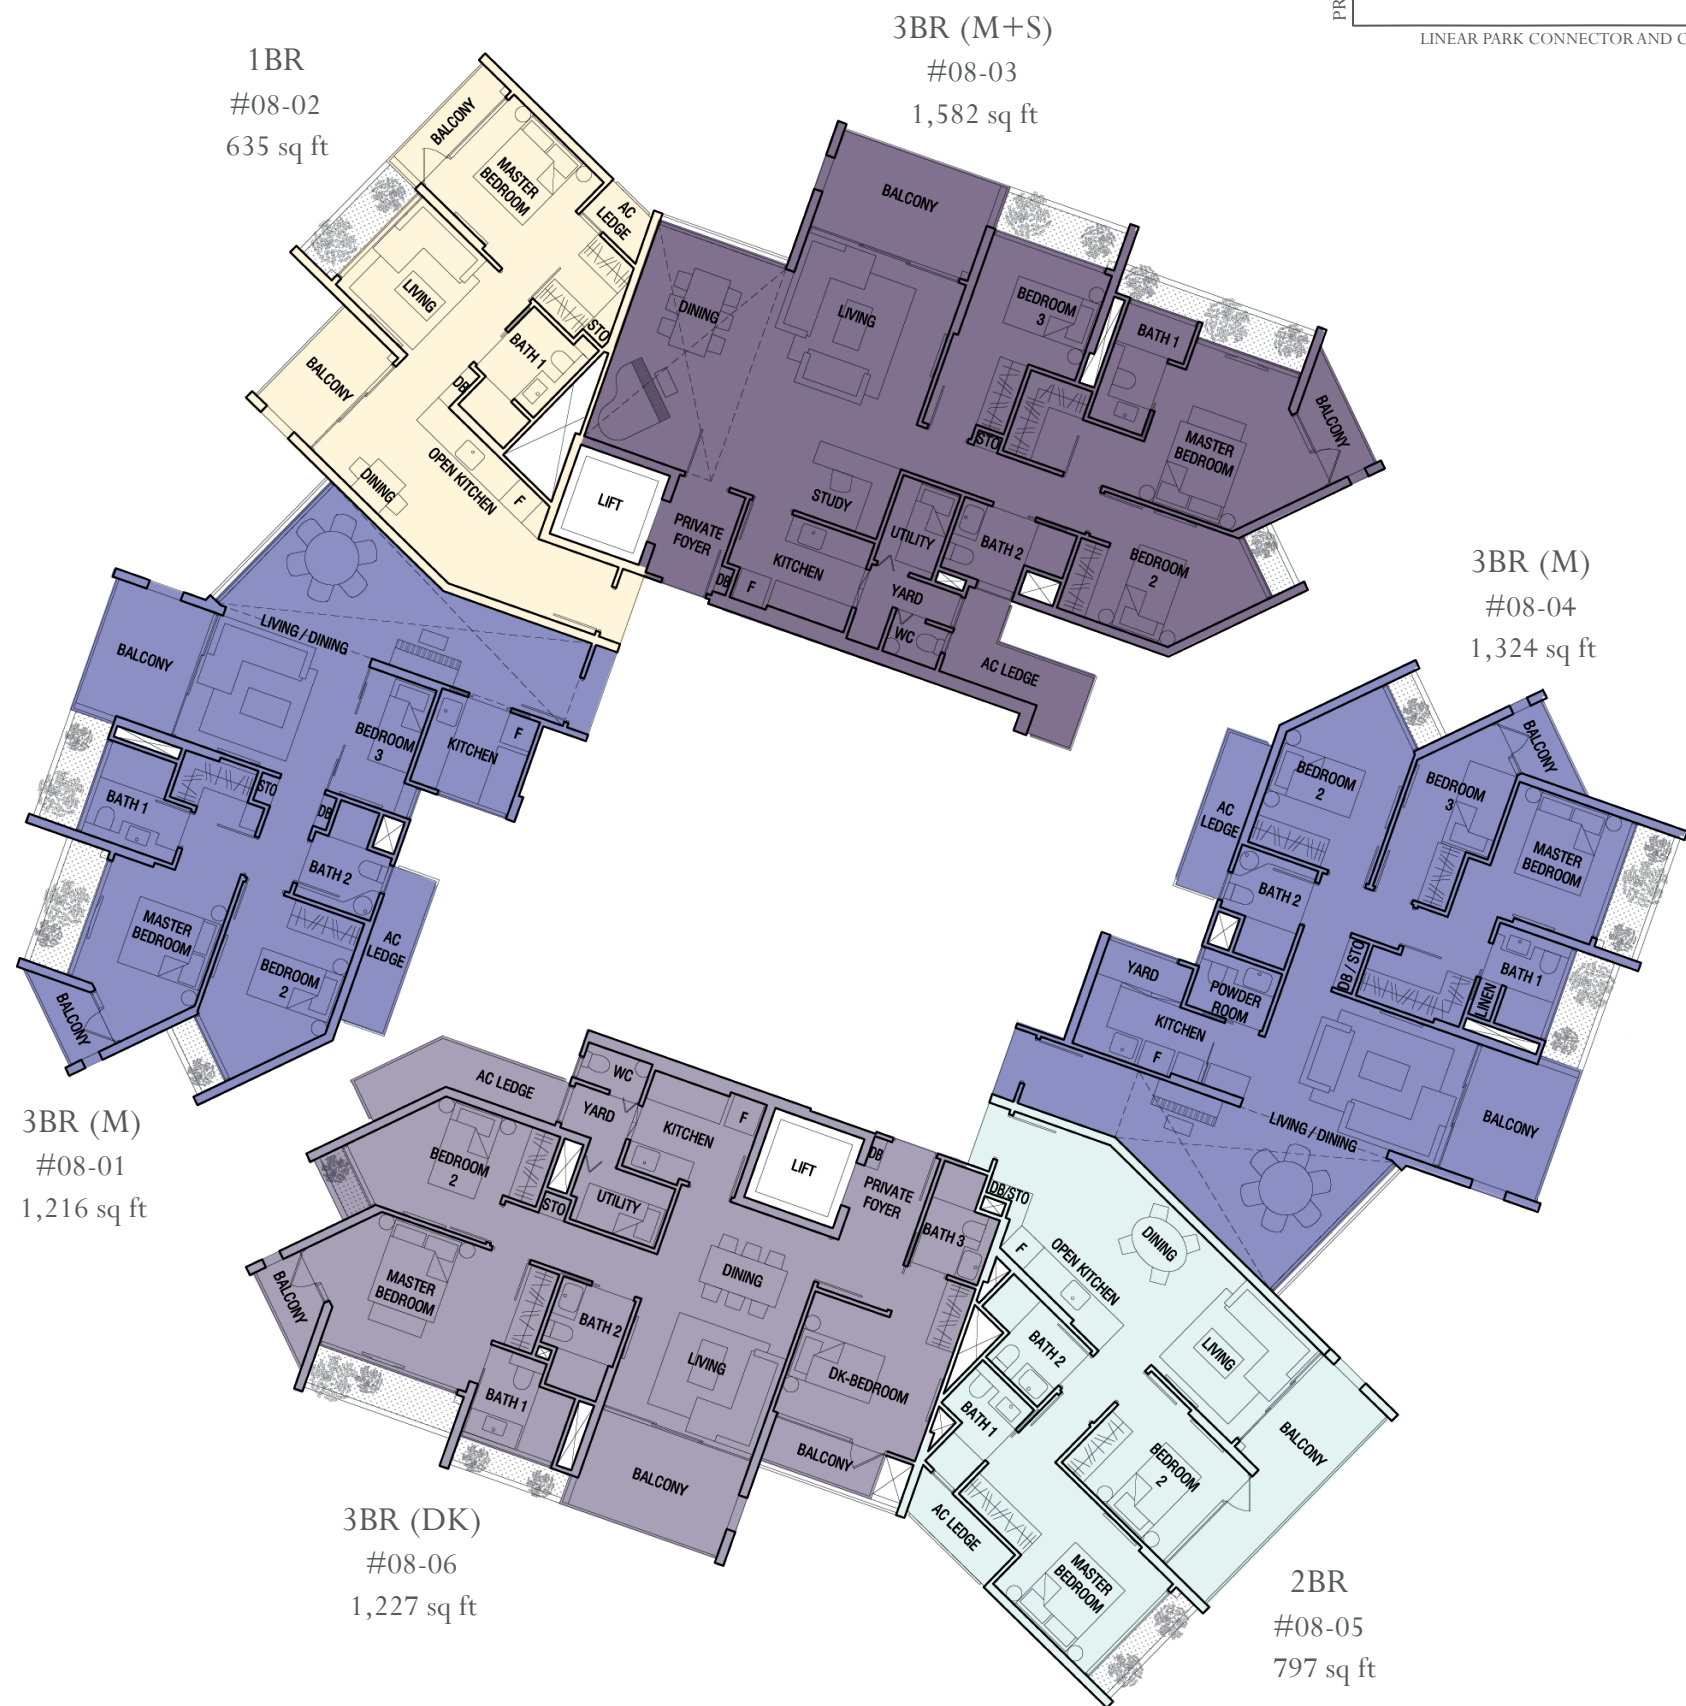 PR
LINEAR PARK CONNECTOR AND C
1BR
#08-02
635 sq ft
BALCONY
MASTER
BEDROOM
AC
LEDGE
LIVING
STO
BATH 1
BALCONY
DB
OPEN KITCHEN
DINING
F
3BR (M+S)
#08-03
1,582 sq ft
BALCONY
DINING
LIVING
BEDROOM
3
BATH 1
BALCONY
STO
MASTER
BEDROOM
LIFT
STUDY
PRIVATE
FOYER
UTILITY
BATH 2
BEDROOM
2
KITCHEN
DB
F
YARD
WC
AC LEDGE
3BR (M)
#08-04
1,324 sq ft
BEDROOM
2
BEDROOM
3
BALCONY
AC
LEDGE
MASTER
BEDROOM
BATH 2
DB / STO
BATH 1
LINEN
YARD
POWDER
ROOM
KITCHEN
F
LIVING / DINING
BALCONY
LIVING / DINING
BALCONY
BEDROOM
3
KITCHEN
F
STO
DB
BATH 1
BATH 2
MASTER
BEDROOM
BEDROOM
2
AC
LEDGE
BALCONY
3BR (M)
#08-01
1,216 sq ft
AC LEDGE
WC
YARD
KITCHEN
F
LIFT
DB
PRIVATE
FOYER
BEDROOM
2
STO
UTILITY
BATH 3
BALCONY
MASTER
BEDROOM
DINING
BATH 2
LIVING
DK-BEDROOM
BATH 1
BALCONY
BALCONY
3BR (DK)
#08-06
1,227 sq ft
DB/STO
F
OPEN KITCHEN
DINING
BATH 2
LIVING
BATH 1
BALCONY
BEDROOM
2
AC LEDGE
MASTER
BEDROOM
2BR
#08-05
797 sq ft